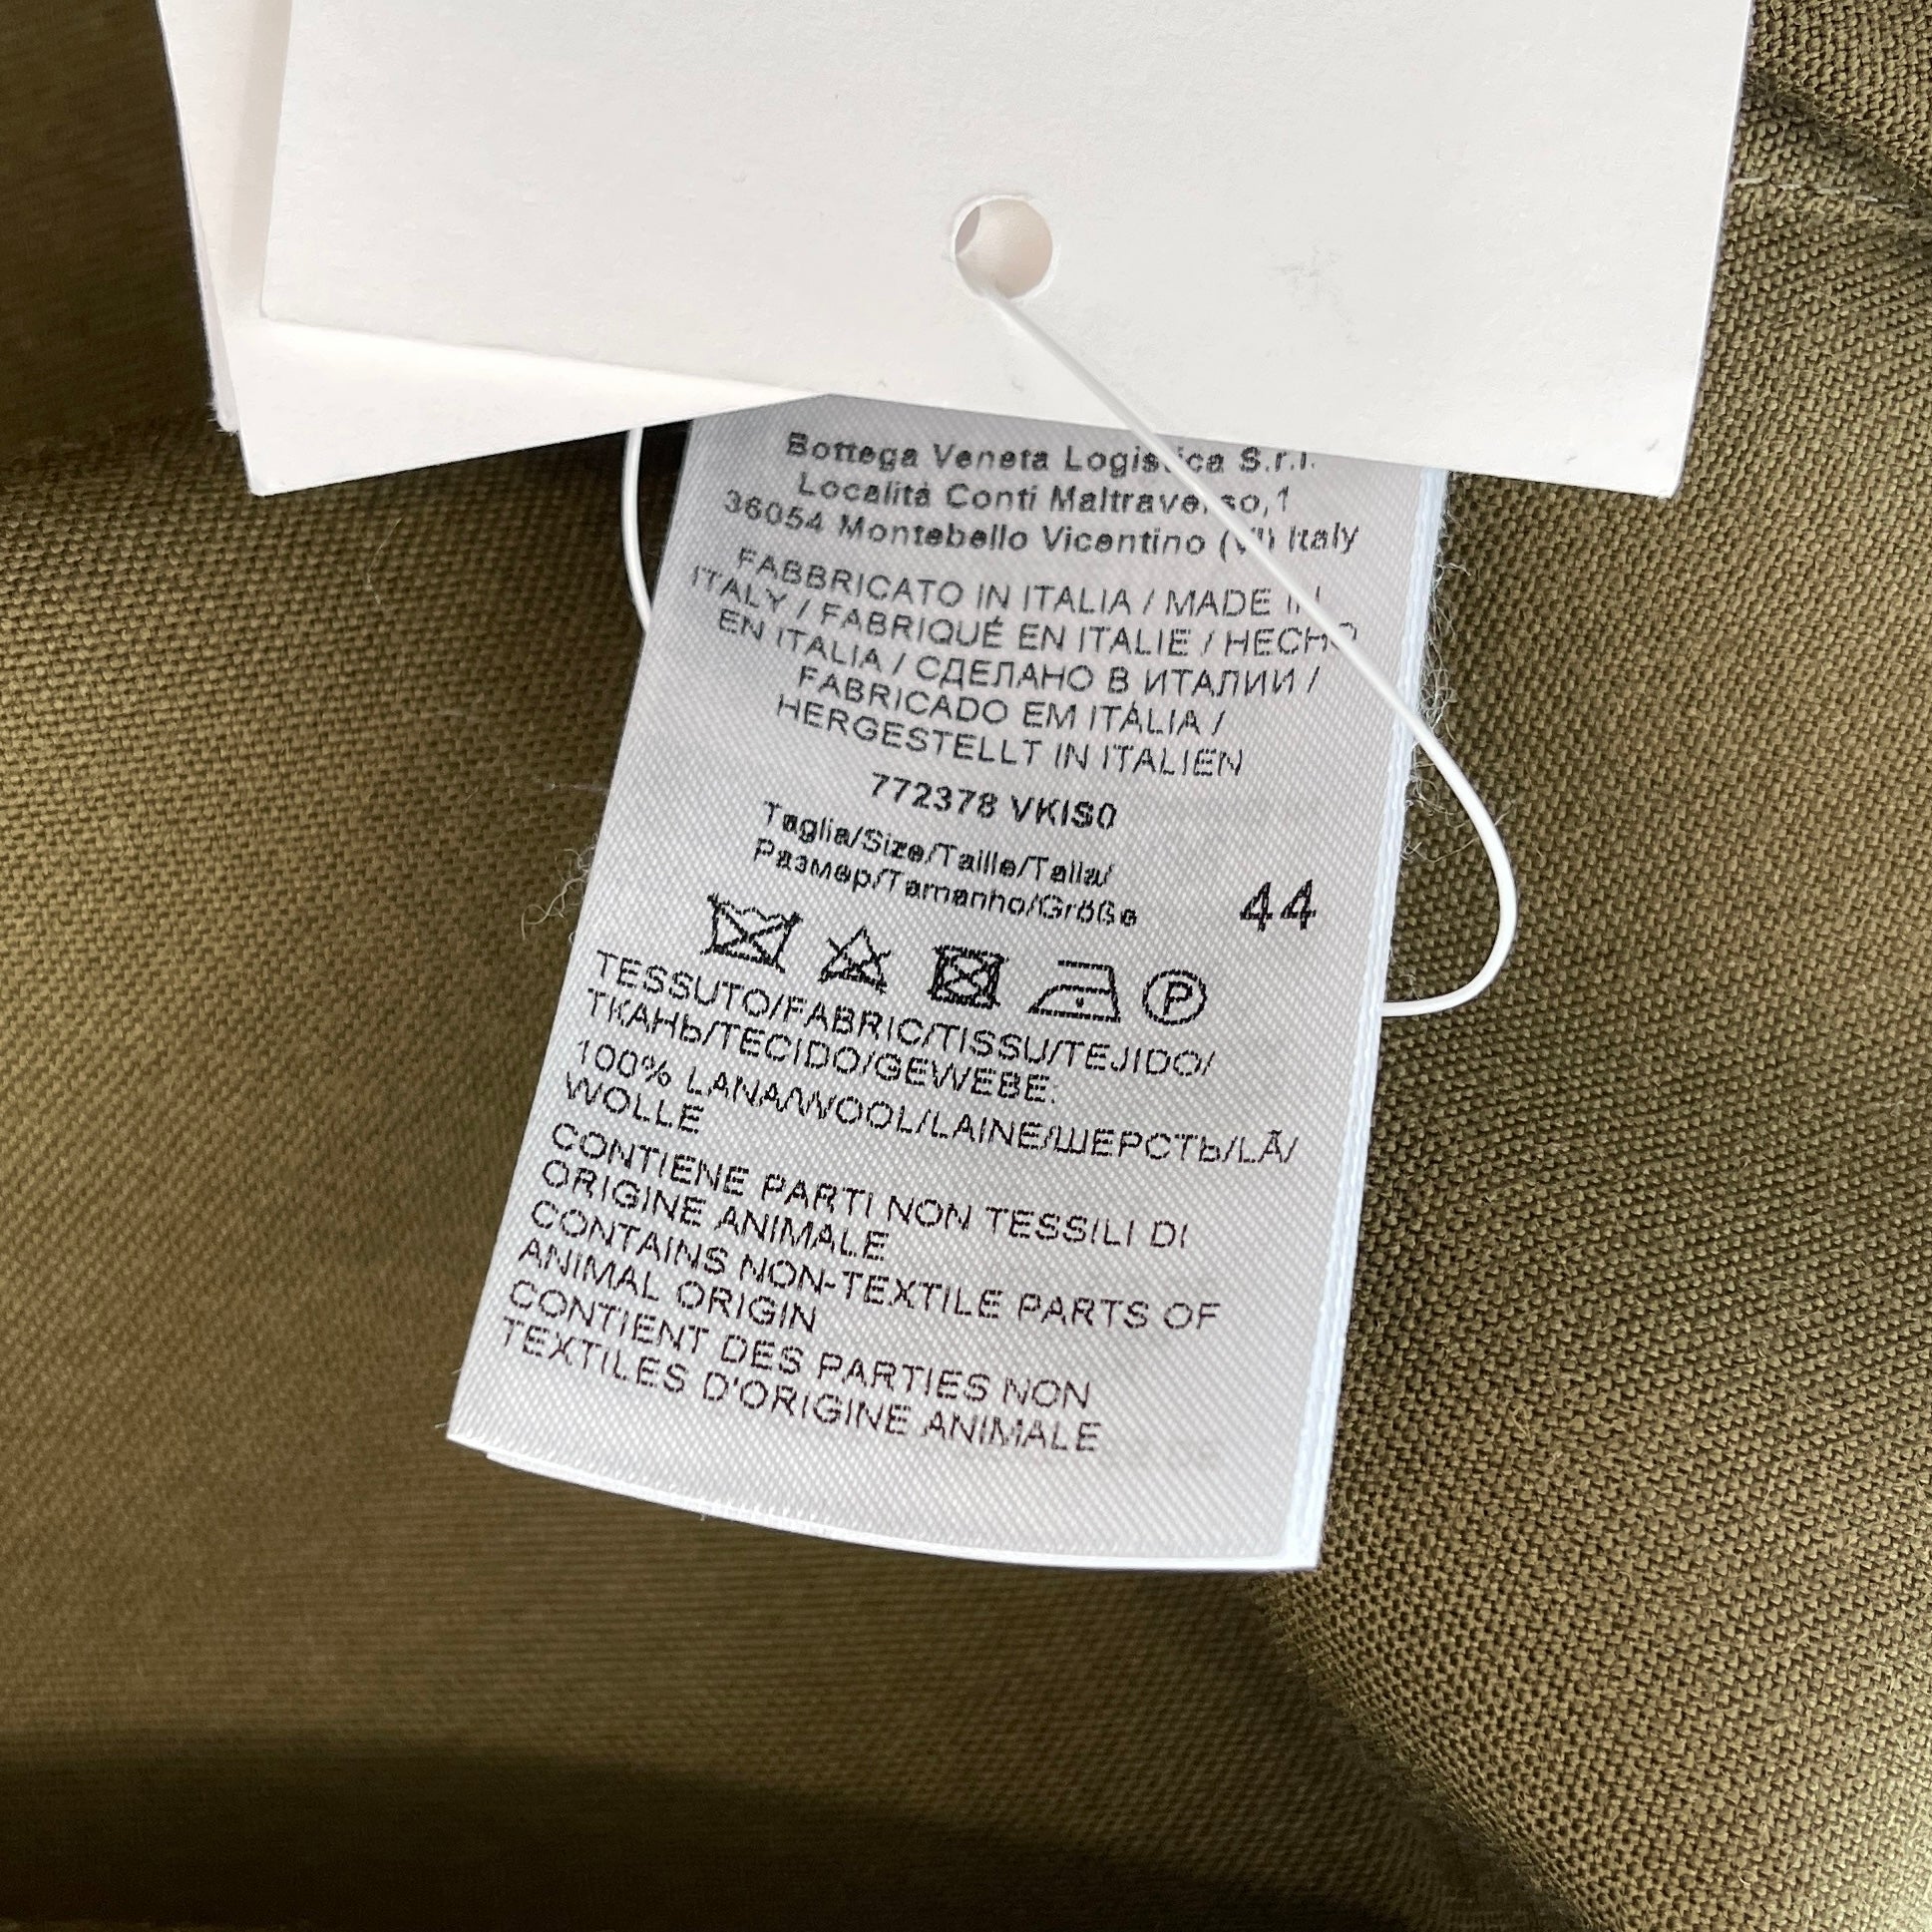 Bottega Veneta Logistica S.r.l.
Località Conti Maltraverso,1
36054 Montebello Vicentino (VI) Italy
FABBRICATO IN ITALIA / MADE IN
ITALY / FABRIQUÉ EN ITALIE / HECHO
EN ITALIA / СДЕЛАНО В ИТАЛИИ /
FABRICADO EM ITÁLIA /
HERGESTELLT IN ITALIEN
772378 VKIS0
Taglia/Size/Taille/Talla/
Размер/Tamanho/Größe 44
P
TESSUTO/FABRIC/TISSU/TEJIDO/
ТКАНЬ/TECIDO/GEWEBE:
100% LANA/WOOL/LAINE/ШЕРСТЬ/LÃ/
WOLLE
CONTIENE PARTI NON TESSILI DI
ORIGINE ANIMALE
CONTAINS NON-TEXTILE PARTS OF
ANIMAL ORIGIN
CONTIENT DES PARTIES NON
TEXTILES D'ORIGINE ANIMALE